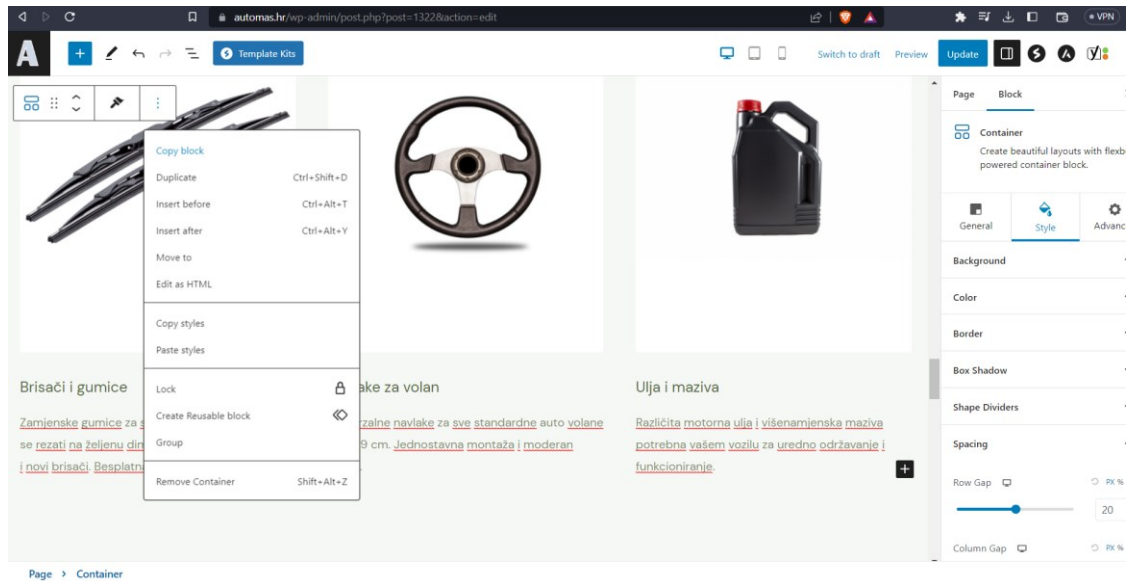 automas.hr/wp-admin/post.php?post=1322&action=edit
VPN
A
Template Kits
Switch to draft
Preview
Update
Page
Block
Container
Create beautiful layouts with flexb
powered container block.
General
Style
Advanc
Background
Color
Border
Box Shadow
Shape Dividers
Spacing
Row Gap
PX %
20
Column Gap
PX %
Copy block
Duplicate Ctrl+Shift+D
Insert before Ctrl+Alt+T
Insert after Ctrl+Alt+Y
Move to
Edit as HTML
Copy styles
Paste styles
Lock
Create Reusable block
Group
Remove Container Shift+Alt+Z
Brisači i gumice
Zamjenske gumice za
se rezati na željenu
i novi brisači.
ake za volan
rzalne navlake za sve standardne auto volane
9 cm. Jednostavna montaža i moderan
Ulja i maziva
Različita motorna ulja i višenamjenska maziva
potrebna vašem vozilu za uredno održavanje i
funkcioniranje.
Page > Container